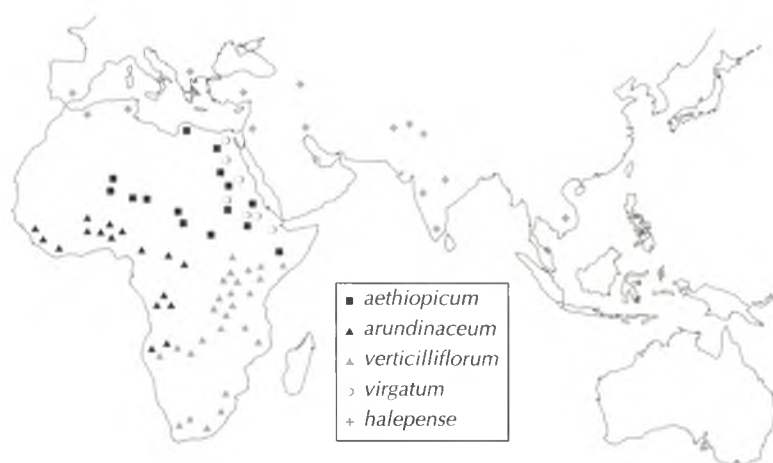 aethiopicum
arundinaceum
verticilliflorum
virgatum
halepense